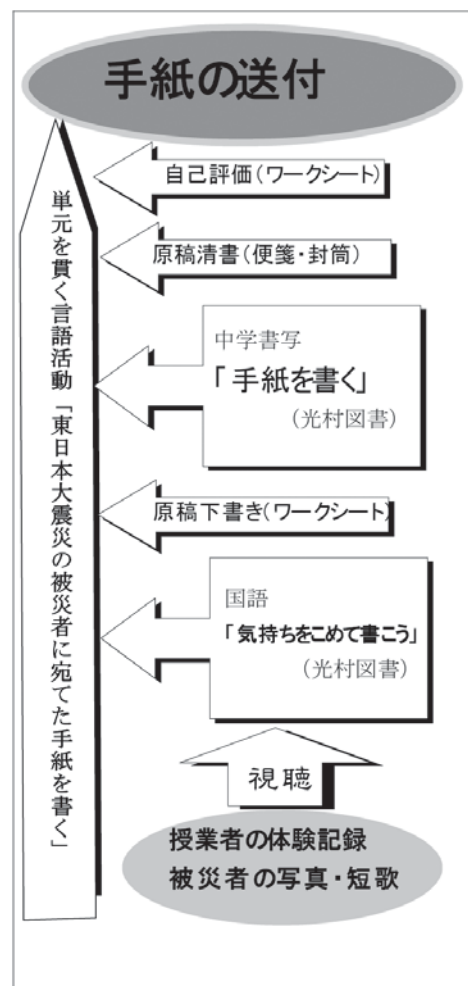 手紙の送付
自己評価(ワークシート)
原稿清書(便箋・封筒)
中学書写
「手紙を書く」
(光村図書)
原稿下書き(ワークシート)
国語
「気持ちをこめて書こう」
(光村図書)
視聴
授業者の体験記録
被災者の写真・短歌
単元を貫く言語活動「東日本大震災の被災者に宛てた手紙を書く」